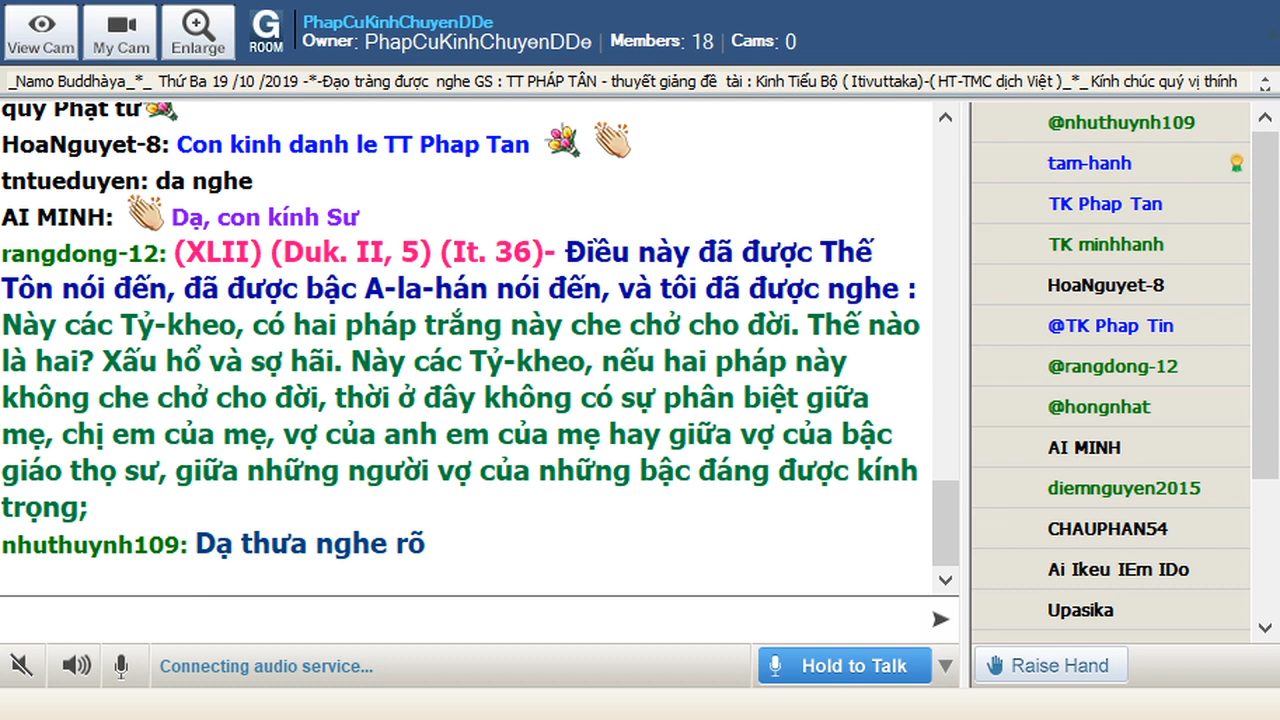 View Cam
My Cam
Enlarge
G
ROOM
PhapCuKinhChuyenDDe
Owner: PhapCuKinhChuyenDDe | Members: 18 | Cams: 0
_Namo Buddhàya_*_ Thứ Ba 19 /10 /2019 -*-Đạo tràng được nghe GS : TT PHÁP TÂN - thuyết giảng đề tài : Kinh Tiểu Bộ ( Itivuttaka)-( HT-TMC dịch Việt )_*_ Kính chúc quý vị thính
quý Phật tử
HoaNguyet-8: Con kinh danh le TT Phap Tan
tntueduyen: da nghe
AI MINH: Dạ, con kính Sư
rangdong-12: (XLII) (Duk. II, 5) (It. 36)- Điều này đã được Thế
Tôn nói đến, đã được bậc A-la-hán nói đến, và tôi đã được nghe :
Này các Tỷ-kheo, có hai pháp trắng này che chở cho đời. Thế nào
là hai? Xấu hổ và sợ hãi. Này các Tỷ-kheo, nếu hai pháp này
không che chở cho đời, thời ở đây không có sự phân biệt giữa
mẹ, chị em của mẹ, vợ của anh em của mẹ hay giữa vợ của bậc
giáo thọ sư, giữa những người vợ của những bậc đáng được kính
trọng;
nhuthuynh109: Dạ thưa nghe rõ
@nhuthuynh109
tam-hanh
TK Phap Tan
TK minhhanh
HoaNguyet-8
@TK Phap Tin
@rangdong-12
@hongnhat
AI MINH
diemnguyen2015
CHAUPHAN54
Ai Ikeu IEm IDo
Upasika
Connecting audio service...
Hold to Talk
Raise Hand